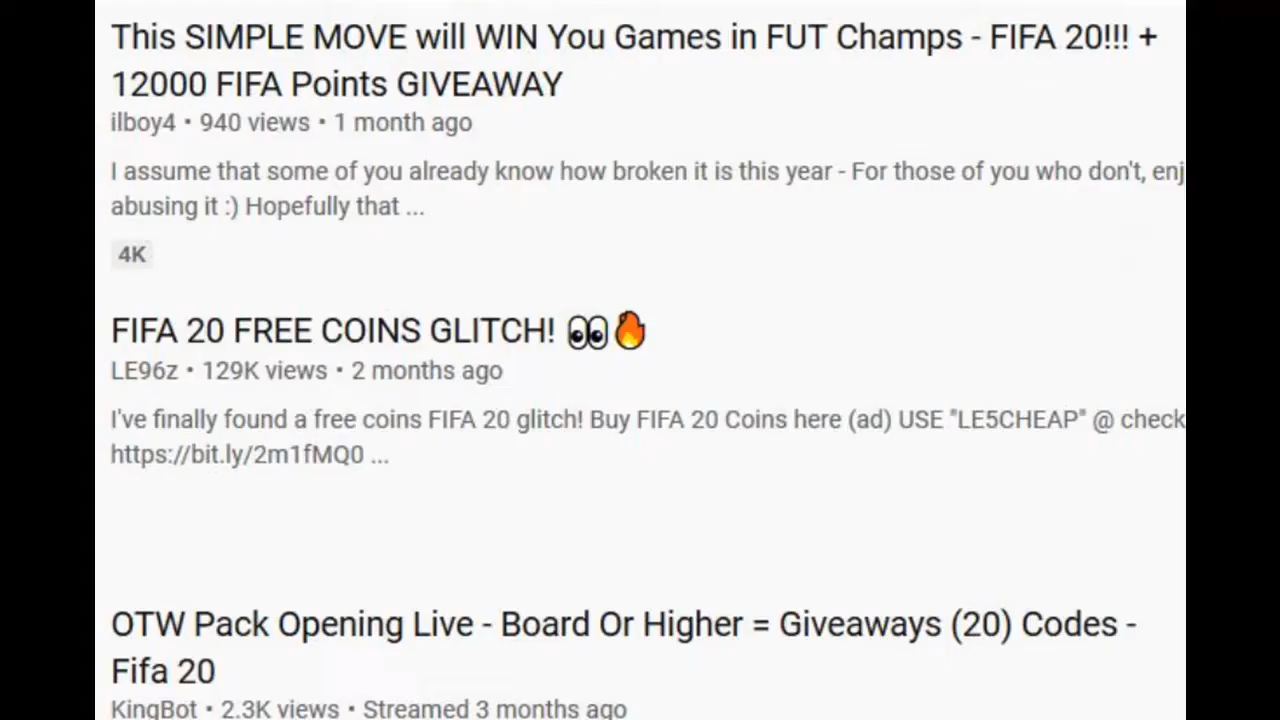 This SIMPLE MOVE will WIN You Games in FUT Champs - FIFA 20!!! +
12000 FIFA Points GIVEAWAY
ilboy4 • 940 views • 1 month ago
I assume that some of you already know how broken it is this year - For those of you who don't, enj
abusing it :) Hopefully that ...
4K
FIFA 20 FREE COINS GLITCH! 👀🔥
LE96z • 129K views • 2 months ago
I've finally found a free coins FIFA 20 glitch! Buy FIFA 20 Coins here (ad) USE "LE5CHEAP" @ check
https://bit.ly/2m1fMQ0 ...
OTW Pack Opening Live - Board Or Higher = Giveaways (20) Codes -
Fifa 20
KingBot • 2.3K views • Streamed 3 months ago